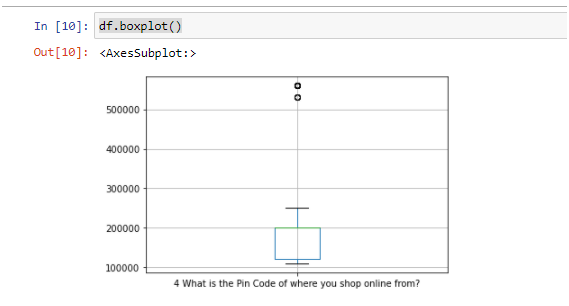 In [10]: df.boxplot()
Out[10]: <AxesSubplot:>
500000
400000
300000
200000
100000
4 What is the Pin Code of where you shop online from?